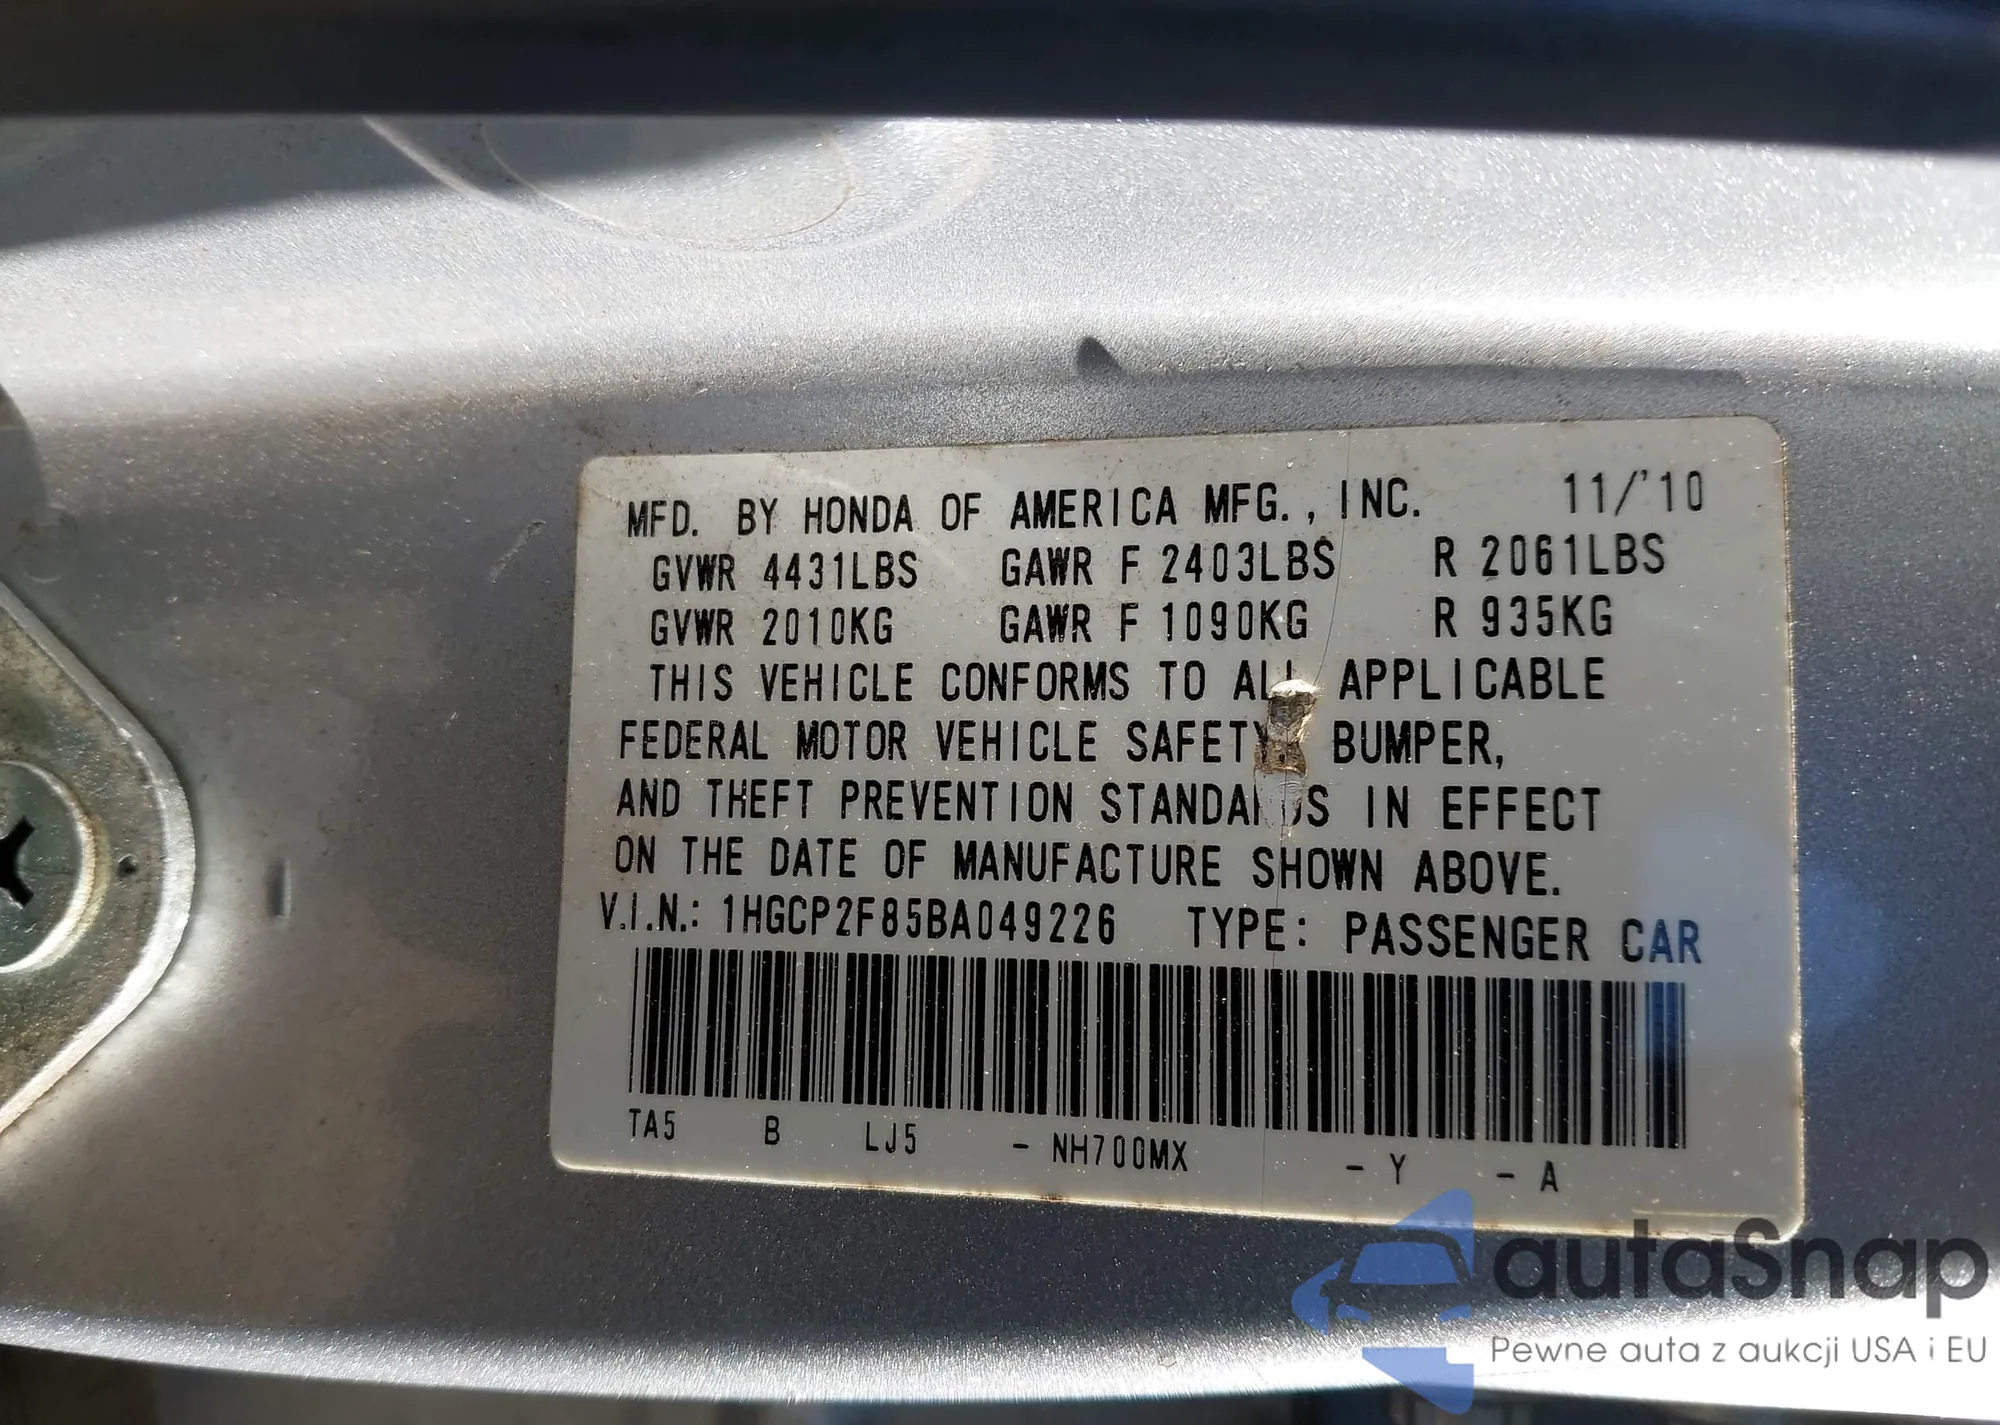 MFD. BY HONDA OF AMERICA MFG., INC. 11/'10
GVWR 4431LBS GAWR F 2403LBS R 2061LBS
GVWR 2010KG GAWR F 1090KG R 935KG
THIS VEHICLE CONFORMS TO ALL APPLICABLE
FEDERAL MOTOR VEHICLE SAFETY, BUMPER,
AND THEFT PREVENTION STANDARDS IN EFFECT
ON THE DATE OF MANUFACTURE SHOWN ABOVE.
V.I.N.: 1HGCP2F85BA049226 TYPE: PASSENGER CAR
TA5 B LJ5 - NH700MX - Y - A
autaSnap
Pewne auta z aukcji USA i EU